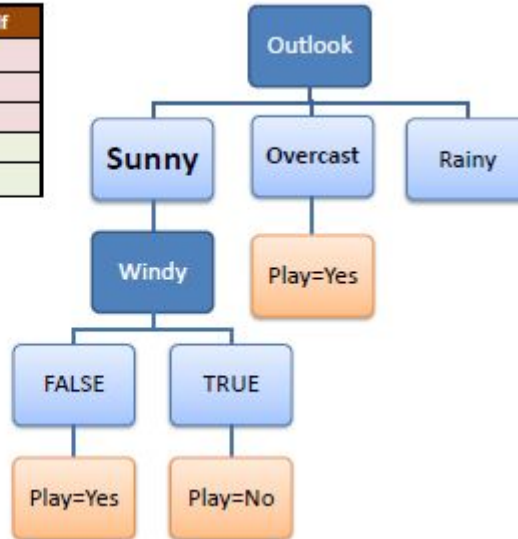 Outlook
Sunny
Overcast
Rainy
Windy
Play=Yes
FALSE
TRUE
Play=Yes
Play=No